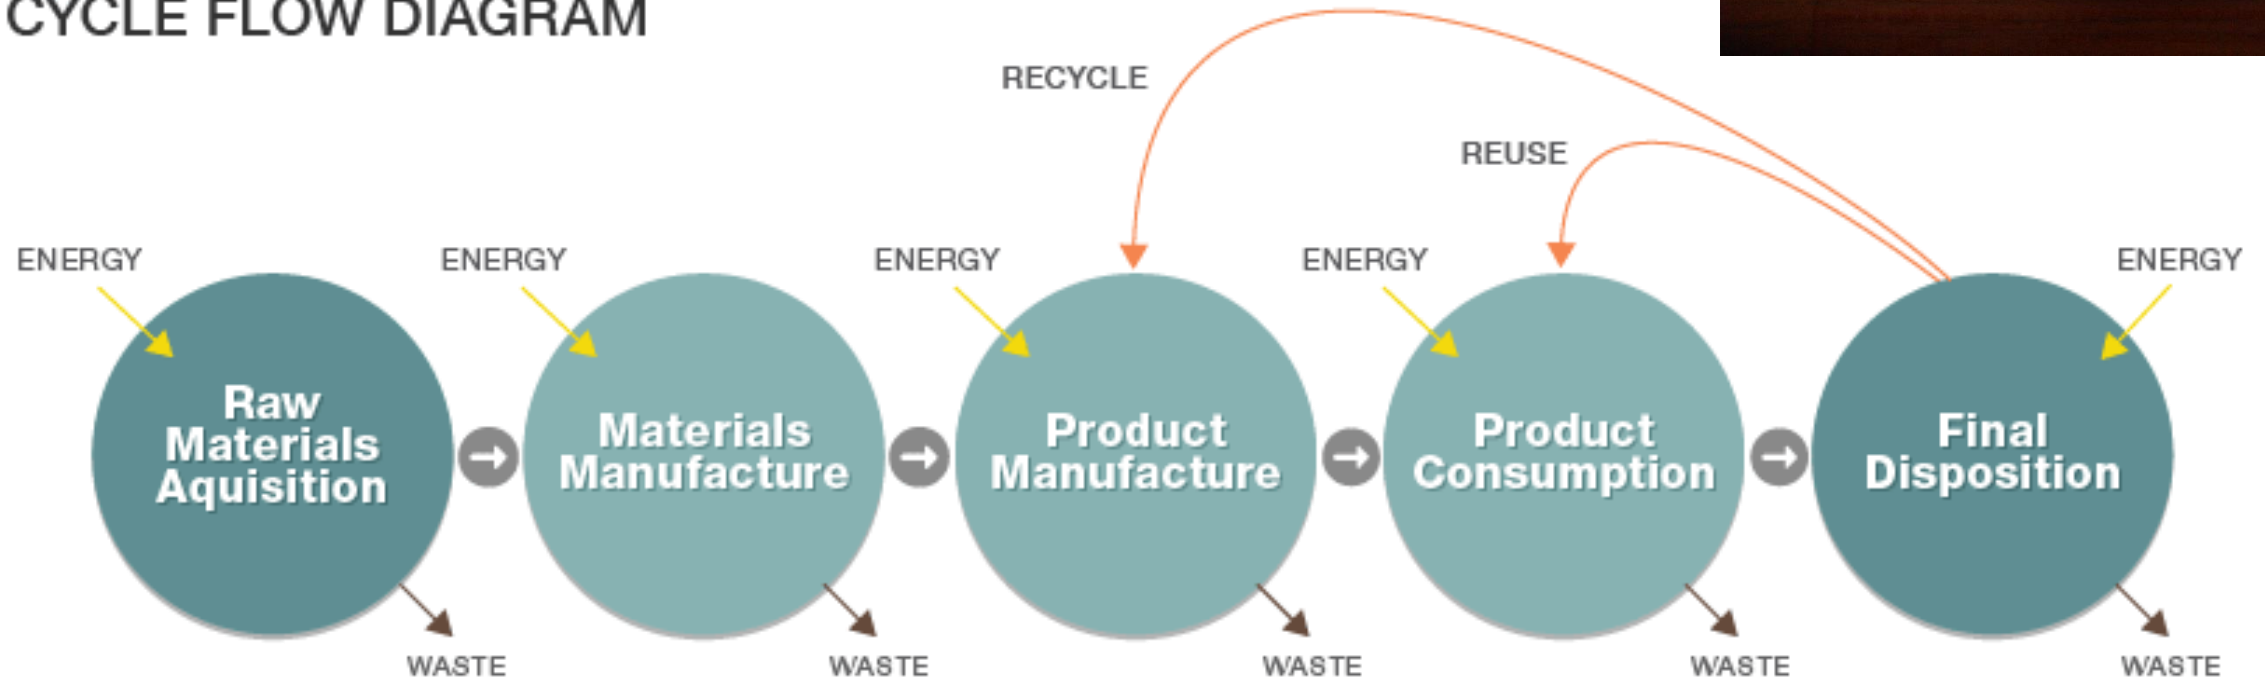 CYCLE FLOW DIAGRAM
RECYCLE
REUSE
ENERGY
ENERGY
ENERGY
ENERGY
ENERGY
Raw
Materials
Aquisition
Materials
Manufacture
Product
Manufacture
Product
Consumption
Final
Disposition
WASTE
WASTE
WASTE
WASTE
WASTE